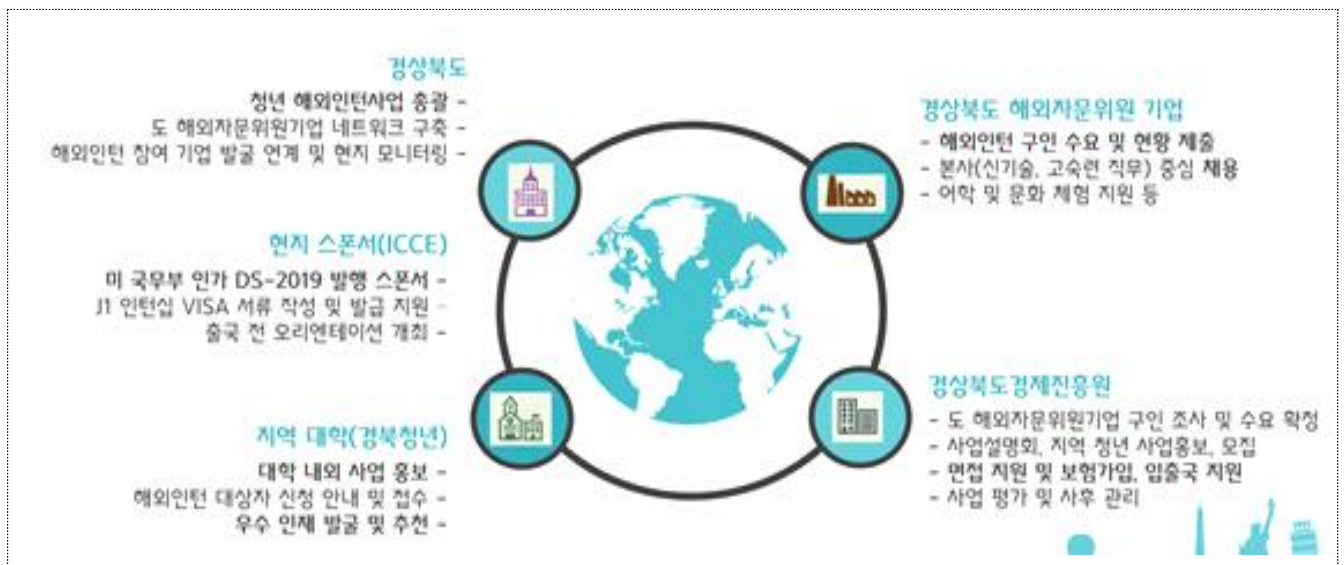 경상북도
청년 해외인턴사업 총괄 -
도 해외자문위원기업 네트워크 구축 -
해외인턴 참여 기업 발굴 연계 및 현지 모니터링 -
현지 스폰서(ICCE)
미 국무부 인가 DS-2019 발행 스폰서 -
J1 인턴십 VISA 서류 작성 및 발급 지원 -
출국 전 오리엔테이션 개최 -
지역 대학(경북청년)
대학 내외 사업 홍보 -
해외인턴 대상자 신청 안내 및 접수 -
우수 인재 발굴 및 추천 -
경상북도 해외자문위원 기업
- 해외인턴 구인 수요 및 현황 제출
- 본사(신기술, 고숙련 직무) 중심 채용
- 어학 및 문화 체험 지원 등
경상북도경제진흥원
- 도 해외자문위원기업 구인 조사 및 수요 확정
- 사업설명회, 지역 청년 사업홍보, 모집
- 면접 지원 및 보험가입, 입출국 지원
- 사업 평가 및 사후 관리